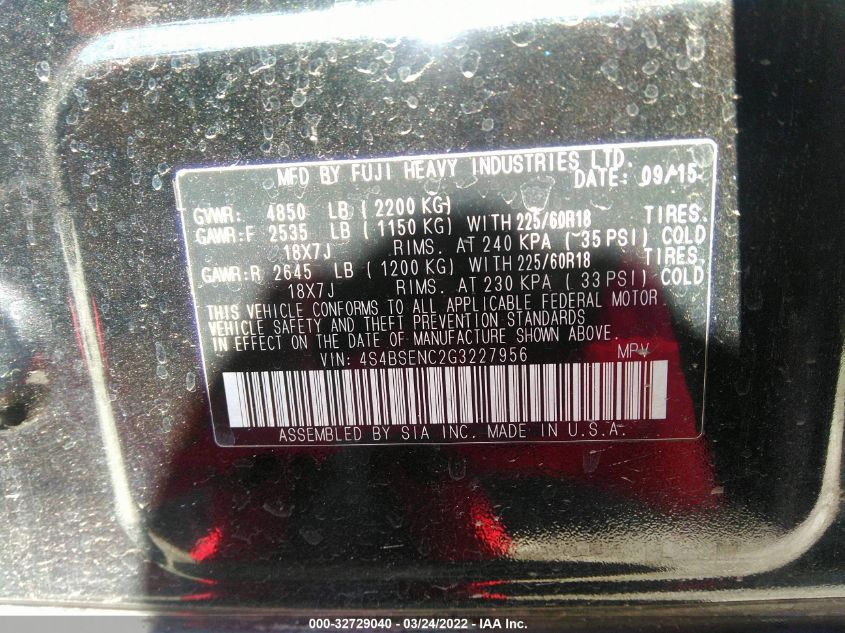 MFD BY FUJI HEAVY INDUSTRIES LTD.
DATE: 09/15
GVWR: 4850 LB ( 2200 KG)
GAWR:F 2535 LB ( 1150 KG) WITH 225/60R18 TIRES.
18X7J RIMS. AT 240 KPA ( 35 PSI) COLD
GAWR:R 2645 LB ( 1200 KG) WITH 225/60R18 TIRES.
18X7J RIMS. AT 230 KPA ( 33 PSI) COLD
THIS VEHICLE CONFORMS TO ALL APPLICABLE FEDERAL MOTOR
VEHICLE SAFETY AND THEFT PREVENTION STANDARDS
IN EFFECT ON THE DATE OF MANUFACTURE SHOWN ABOVE.
VIN: 4S4BSENC2G3227956 MPV
ASSEMBLED BY SIA INC. MADE IN U.S.A.
000-32729040 - 03/24/2022 - IAA Inc.